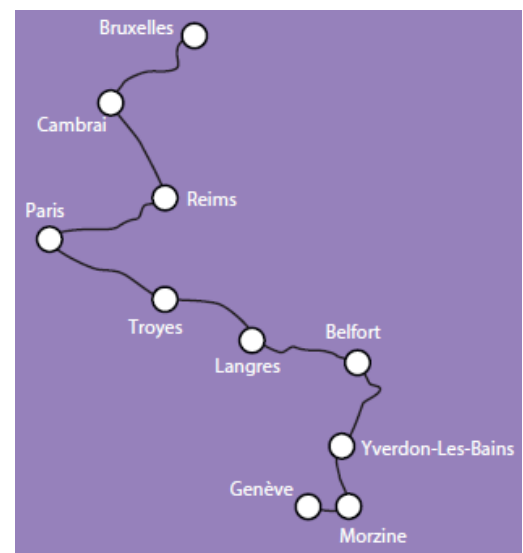 Bruxelles
Cambrai
Reims
Paris
Troyes
Belfort
Langres
Yverdon-Les-Bains
Genève
Morzine